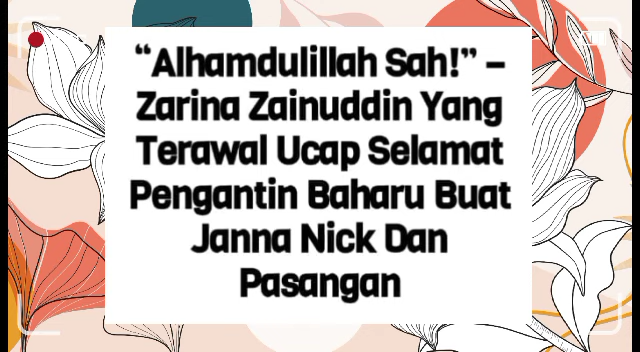 “Alhamdulillah Sah!” –
Zarina Zainuddin Yang
Terawal Ucap Selamat
Pengantin Baharu Buat
Janna Nick Dan
Pasangan